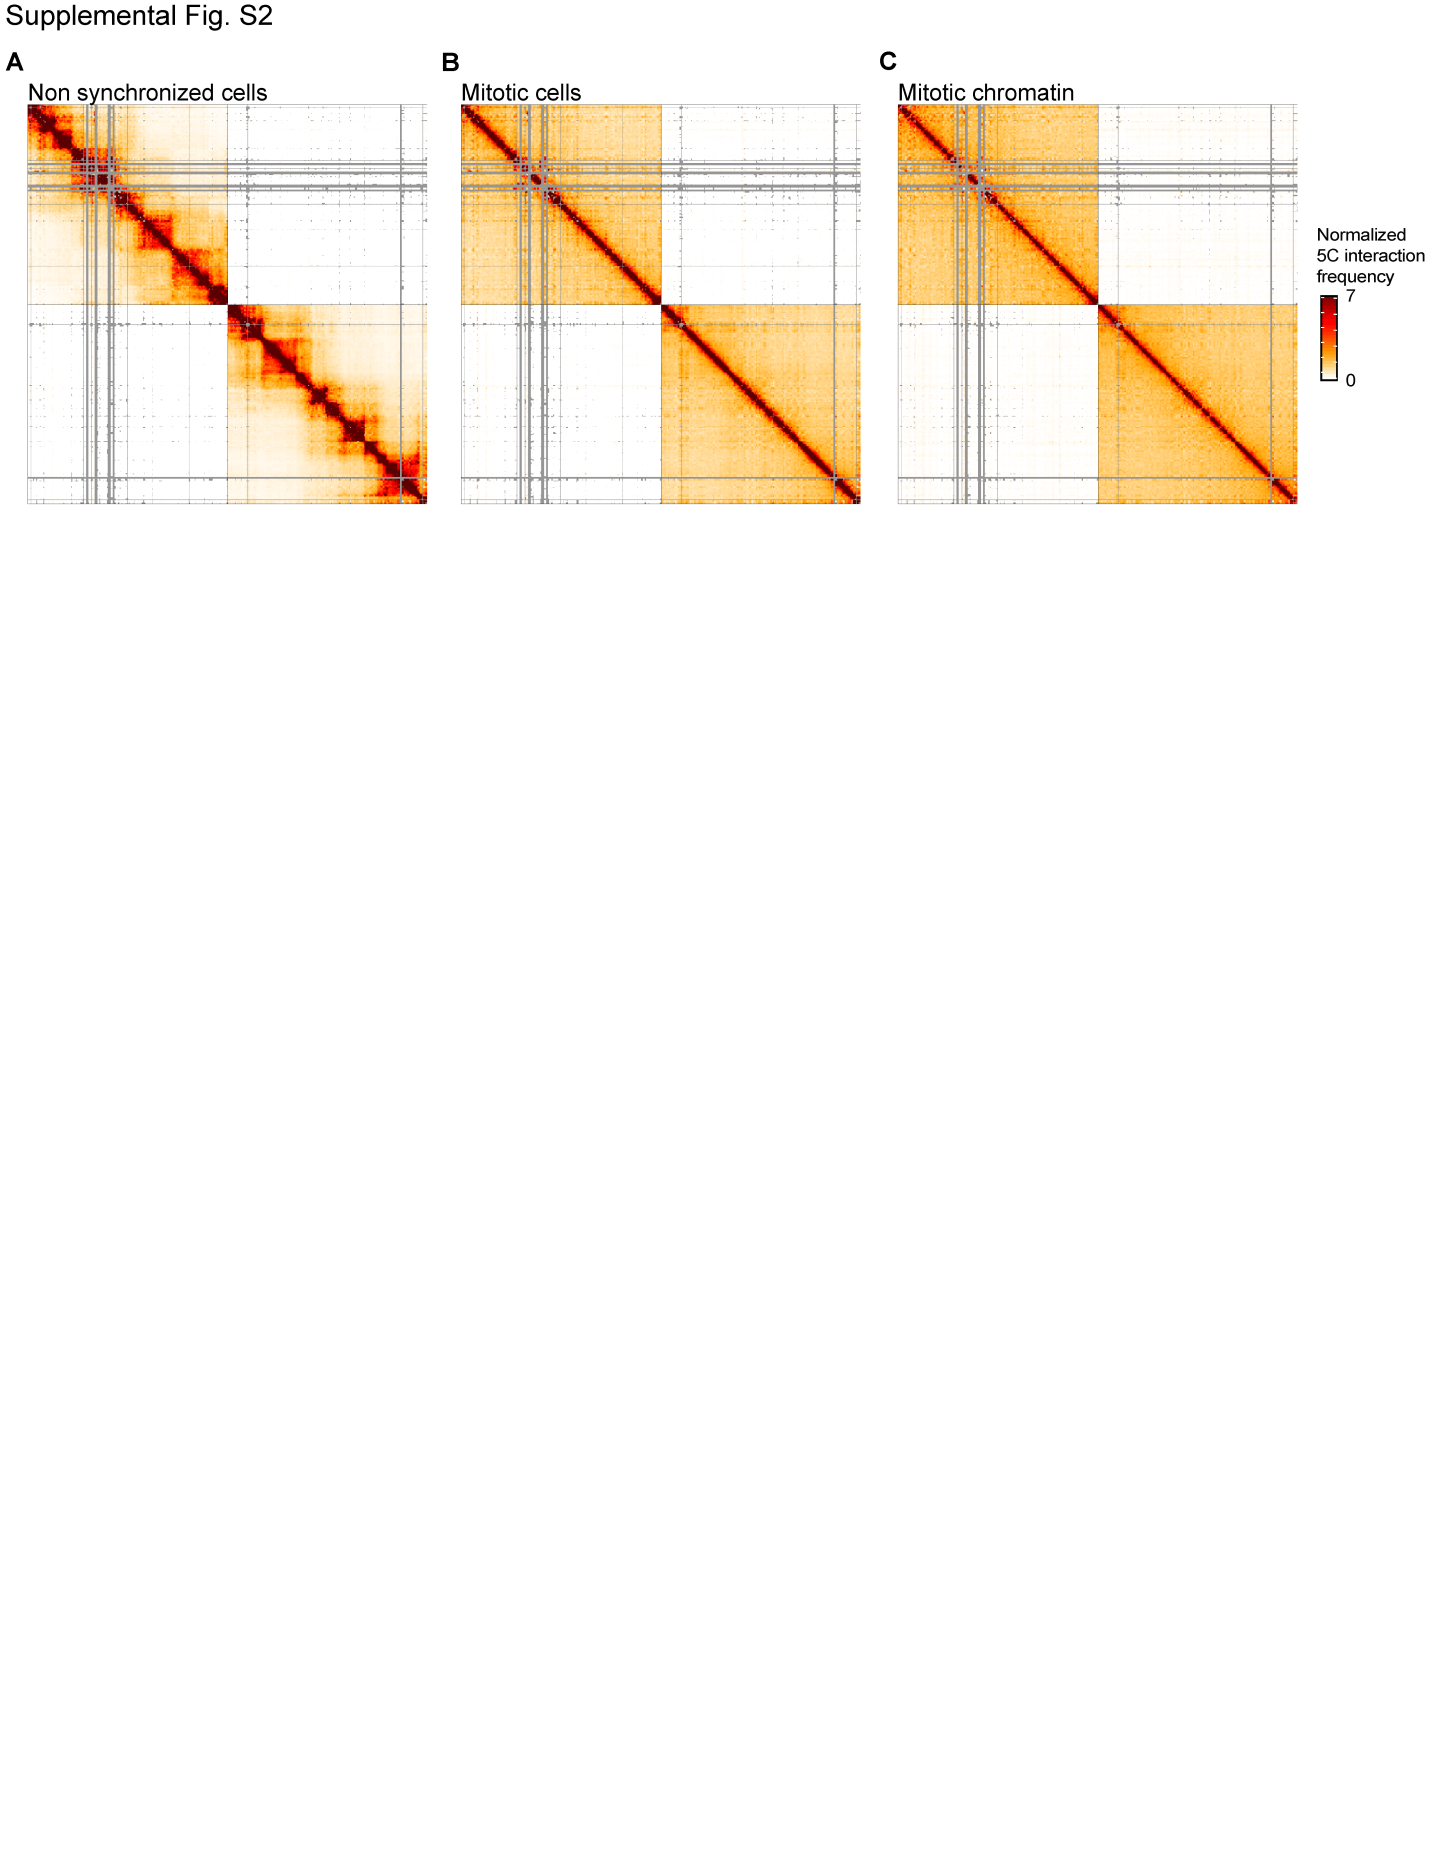 Supplemental Fig. S2
A
B
C
Non synchronized cells
Mitotic cells
Mitotic chromatin
Normalized
5C interaction
frequency
7
0